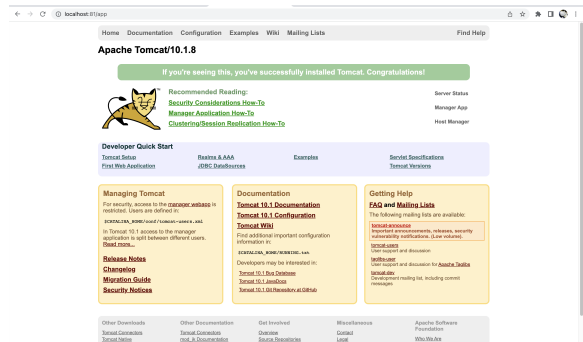 localhost:81/app
Home Documentation Configuration Examples Wiki Mailing Lists Find Help
Apache Tomcat/10.1.8
If you're seeing this, you've successfully installed Tomcat. Congratulations!
Recommended Reading:
Security Considerations How-To
Manager Application How-To
Clustering/Session Replication How-To
Server Status
Manager App
Host Manager
Developer Quick Start
Tomcat Setup
First Web Application
Realms & AAA
JDBC DataSources
Examples
Servlet Specifications
Tomcat Versions
Managing Tomcat
For security, access to the manager webapp is
restricted. Users are defined in:
$CATALINA_HOME/conf/tomcat-users.xml
In Tomcat 10.1 access to the manager
application is split between different users.
Read more...
Release Notes
Changelog
Migration Guide
Security Notices
Documentation
Tomcat 10.1 Documentation
Tomcat 10.1 Configuration
Tomcat Wiki
Find additional important configuration
information in:
$CATALINA_HOME/RUNNING.txt
Developers may be interested in:
Tomcat 10.1 Bug Database
Tomcat 10.1 JavaDocs
Tomcat 10.1 Git Repository at GitHub
Getting Help
FAQ and Mailing Lists
The following mailing lists are available:
tomcat-announce
Important announcements, releases, security
vulnerability notifications. (Low volume).
tomcat-users
User support and discussion
taglibs-user
User support and discussion for Apache Taglibs
tomcat-dev
Development mailing list, including commit
messages
Other Downloads
Tomcat Connectors
Tomcat Native
Other Documentation
Tomcat Connectors
mod_jk Documentation
Get Involved
Overview
Source Repositories
Miscellaneous
Contact
Legal
Apache Software
Foundation
Who We Are